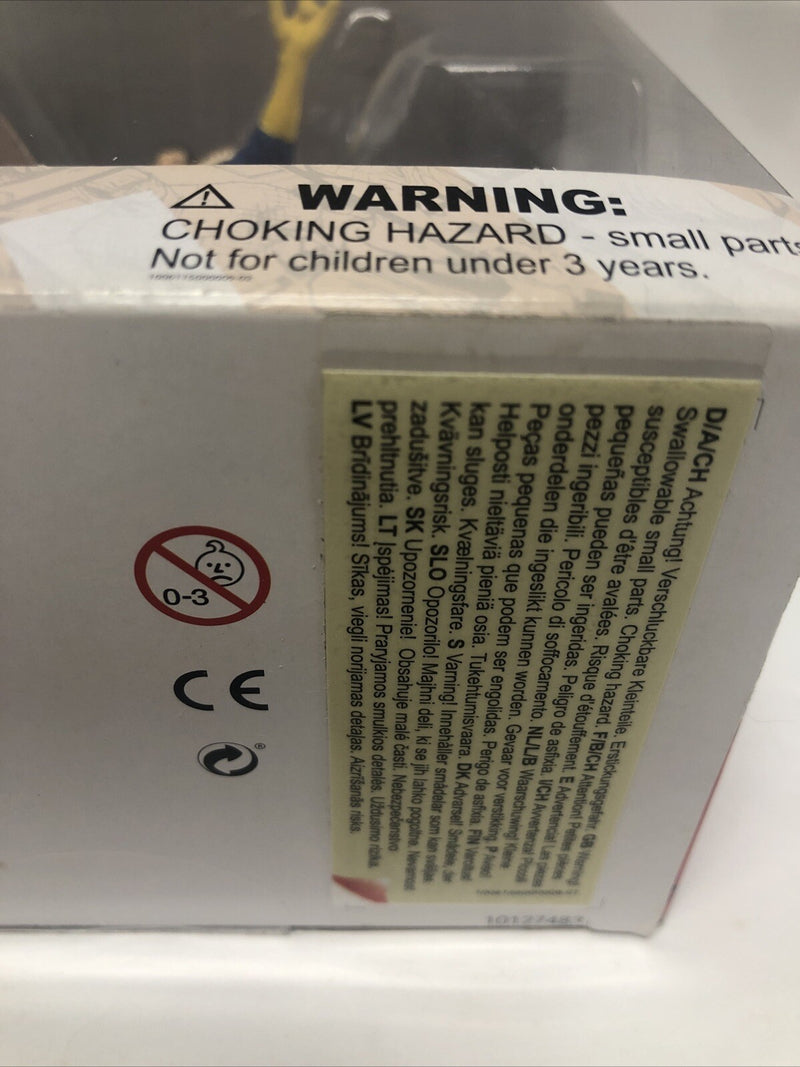 WARNING:
CHOKING HAZARD - small parts
Not for children under 3 years.
0-3
CE
D/A/CH Achtung! Verschluckbare Kleinteile. Erstickungsgefahr. GB Warning!
Swallowable small parts. Choking hazard. F/B/CH Attention! Petites pièces
susceptibles d'être avalées. Risque d'étouffement. E Advertencia! Las piezas
pequeñas pueden ser ingeridas. Peligro de asfixia. I/CH Avvertenza! Piccoli
pezzi ingeribili. Pericolo di soffocamento. NL/L/B Waarschuwing! Kleine
onderdelen die ingeslikt kunnen worden. Gevaar voor verstikking. P
Peças pequenas que podem ser engolidas. Perigo de asfixia. FIN Varoitus!
Helposti nieltäviä pieniä osia. Tukehtumisvaara. DK Advarsel! Smådele, der
kan sluges. Kvælningsfare. S Varning! Innehåller smådelar som kan sväljas
Kvävningsrisk. SLO Opozorilo! Majhni deli, ki se jih lahko pogoltne. Nevarnost
zadušitve. SK Upozornenie! Obsahuje malé časti. Nebezpečenstvo
prehltnutia. LT Įspėjimas! Praryjamos smulkios detalės. Uždusimo rizika.
LV Brīdinājums! Sīkas, viegli norijamas detaļas. Aizrīšanās risks.
10127483